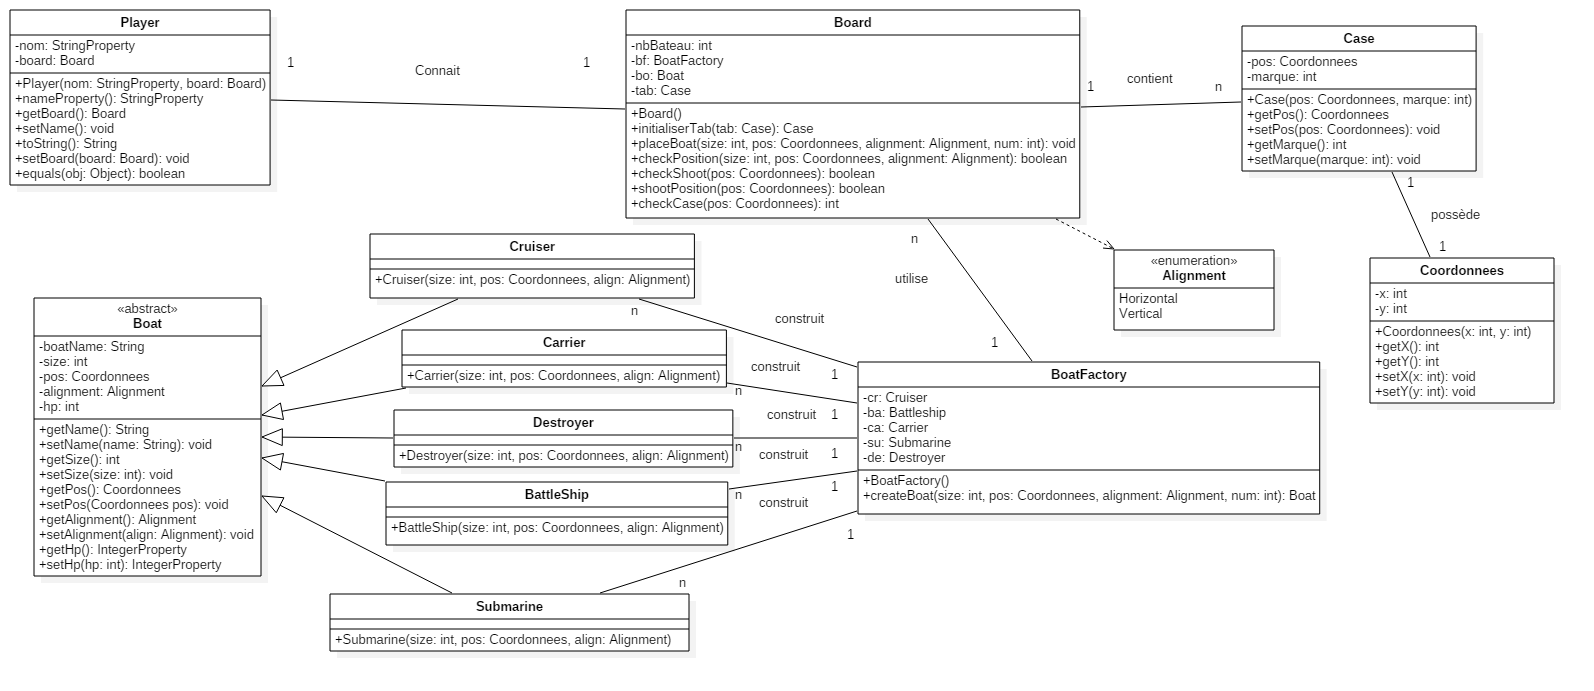 Player
-nom: StringProperty
-board: Board
+Player(nom: StringProperty, board: Board)
+nameProperty(): StringProperty
+getBoard(): Board
+setName(): void
+toString(): String
+setBoard(board: Board): void
+equals(obj: Object): boolean
1
Connait
1
Board
-nbBateau: int
-bf: BoatFactory
-bo: Boat
-tab: Case
+Board()
+initialiserTab(tab: Case): Case
+placeBoat(size: int, pos: Coordonnees, alignment: Alignment, num: int): void
+checkPosition(size: int, pos: Coordonnees, alignement: Alignment): boolean
+checkShoot(pos: Coordonnees): boolean
+shootPosition(pos: Coordonnees): boolean
+checkCase(pos: Coordonnees): int
1
contient
n
Case
-pos: Coordonnees
-marque: int
+Case(pos: Coordonnees, marque: int)
+getPos(): Coordonnees
+setPos(pos: Coordonnees): void
+getMarque(): int
+setMarque(marque: int): void
1
possède
1
Coordonnees
-x: int
-y: int
+Coordonnees(x: int, y: int)
+getX(): int
+getY(): int
+setX(x: int): void
+setY(y: int): void
«enumeration»
Alignment
Horizontal
Vertical
n
utilise
1
Cruiser
+Cruiser(size: int, pos: Coordonnees, align: Alignment)
n
construit
1
«abstract»
Boat
-boatName: String
-size: int
-pos: Coordonnees
-alignment: Alignment
-hp: int
+getName(): String
+setName(name: String): void
+getSize(): int
+setSize(size: int): void
+getPos(): Coordonnees
+setPos(Coordonnees pos): void
+getAlignment(): Alignment
+setAlignment(align: Alignment): void
+getHp(): IntegerProperty
+setHp(hp: int): IntegerProperty
Carrier
+Carrier(size: int, pos: Coordonnees, align: Alignment)
construit
n
1
Destroyer
+Destroyer(size: int, pos: Coordonnees, align: Alignment)
construit
n
1
BattleShip
+BattleShip(size: int, pos: Coordonnees, align: Alignment)
construit
n
1
Submarine
+Submarine(size: int, pos: Coordonnees, align: Alignment)
construit
n
1
BoatFactory
-cr: Cruiser
-ba: Battleship
-ca: Carrier
-su: Submarine
-de: Destroyer
+BoatFactory()
+createBoat(size: int, pos: Coordonnees, alignment: Alignment, num: int): Boat